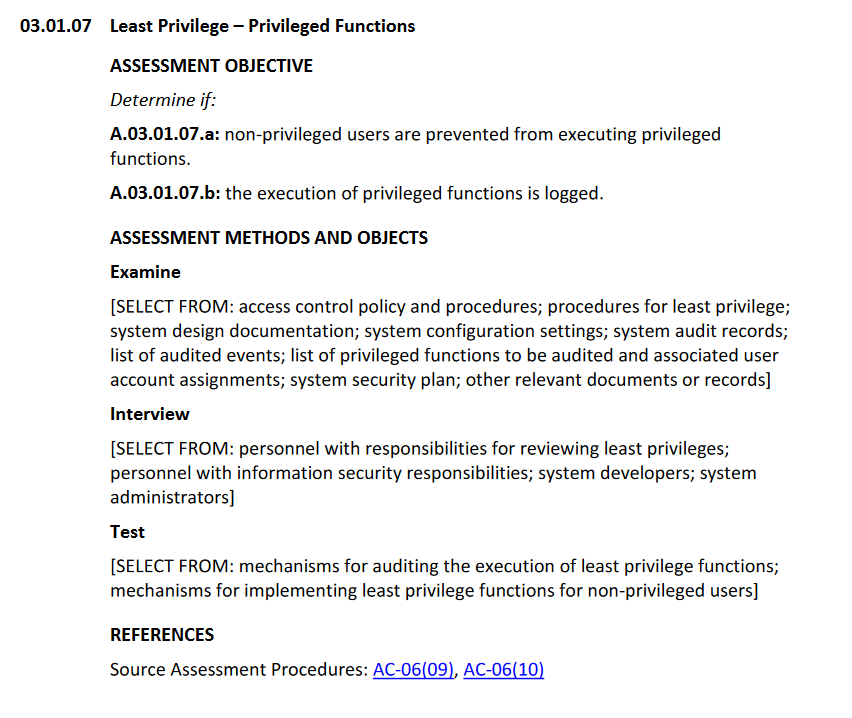 03.01.07 Least Privilege – Privileged Functions
ASSESSMENT OBJECTIVE
Determine if:
A.03.01.07.a: non-privileged users are prevented from executing privileged
functions.
A.03.01.07.b: the execution of privileged functions is logged.
ASSESSMENT METHODS AND OBJECTS
Examine
[SELECT FROM: access control policy and procedures; procedures for least privilege;
system design documentation; system configuration settings; system audit records;
list of audited events; list of privileged functions to be audited and associated user
account assignments; system security plan; other relevant documents or records]
Interview
[SELECT FROM: personnel with responsibilities for reviewing least privileges;
personnel with information security responsibilities; system developers; system
administrators]
Test
[SELECT FROM: mechanisms for auditing the execution of least privilege functions;
mechanisms for implementing least privilege functions for non-privileged users]
REFERENCES
Source Assessment Procedures: AC-06(09), AC-06(10)